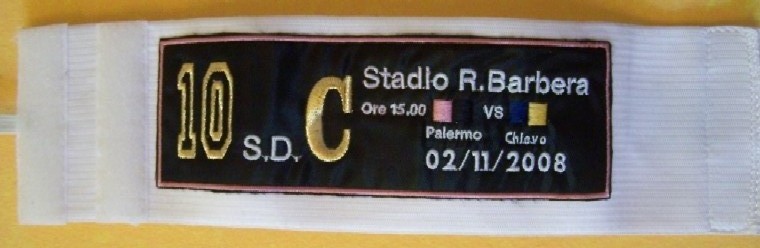 10 S.D. C
Stadio R.Barbera
Ore 15.00 VS
Palermo Chievo
02/11/2008